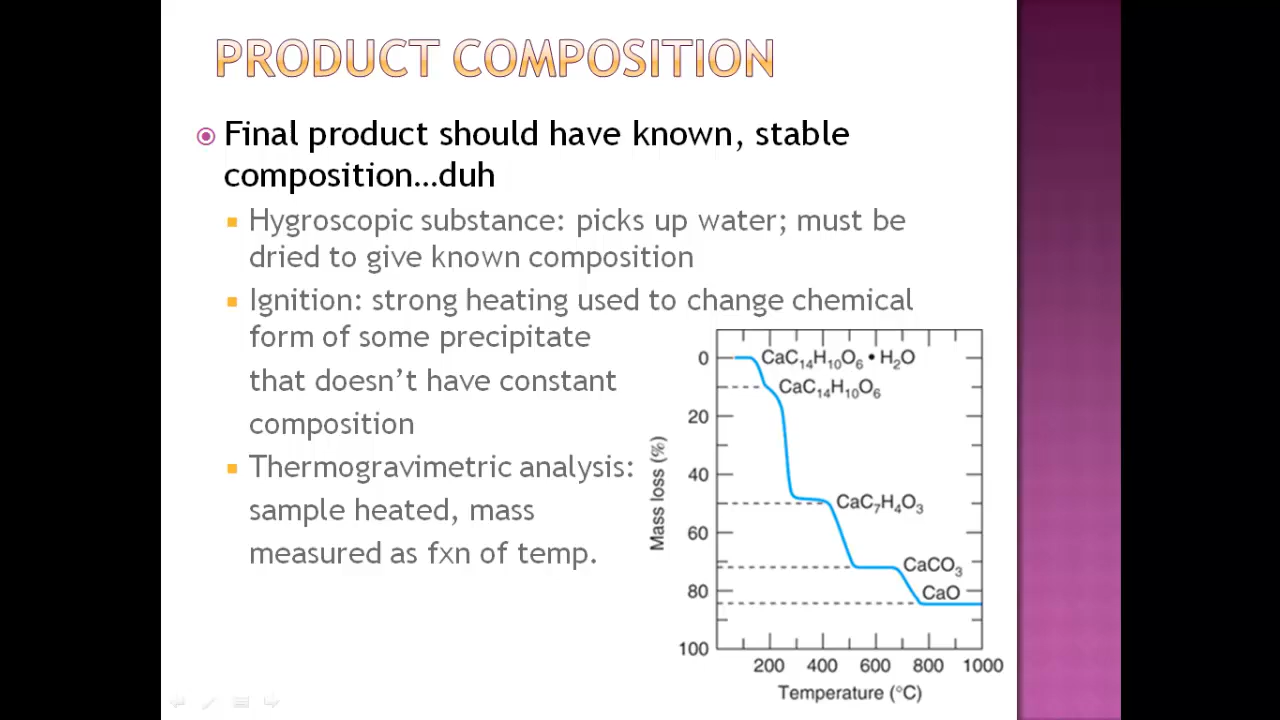 PRODUCT COMPOSITION
Final product should have known, stable
composition...duh
Hygroscopic substance: picks up water; must be
dried to give known composition
Ignition: strong heating used to change chemical
form of some precipitate
that doesn't have constant
composition
Thermogravimetric analysis:
sample heated, mass
measured as fxn of temp.
0
20
40
60
80
100
Mass loss (%)
CaC₁₄H₁₀O₆ • H₂O
CaC₁₄H₁₀O₆
CaC₇H₄O₃
CaCO₃
CaO
200 400 600 800 1000
Temperature (°C)